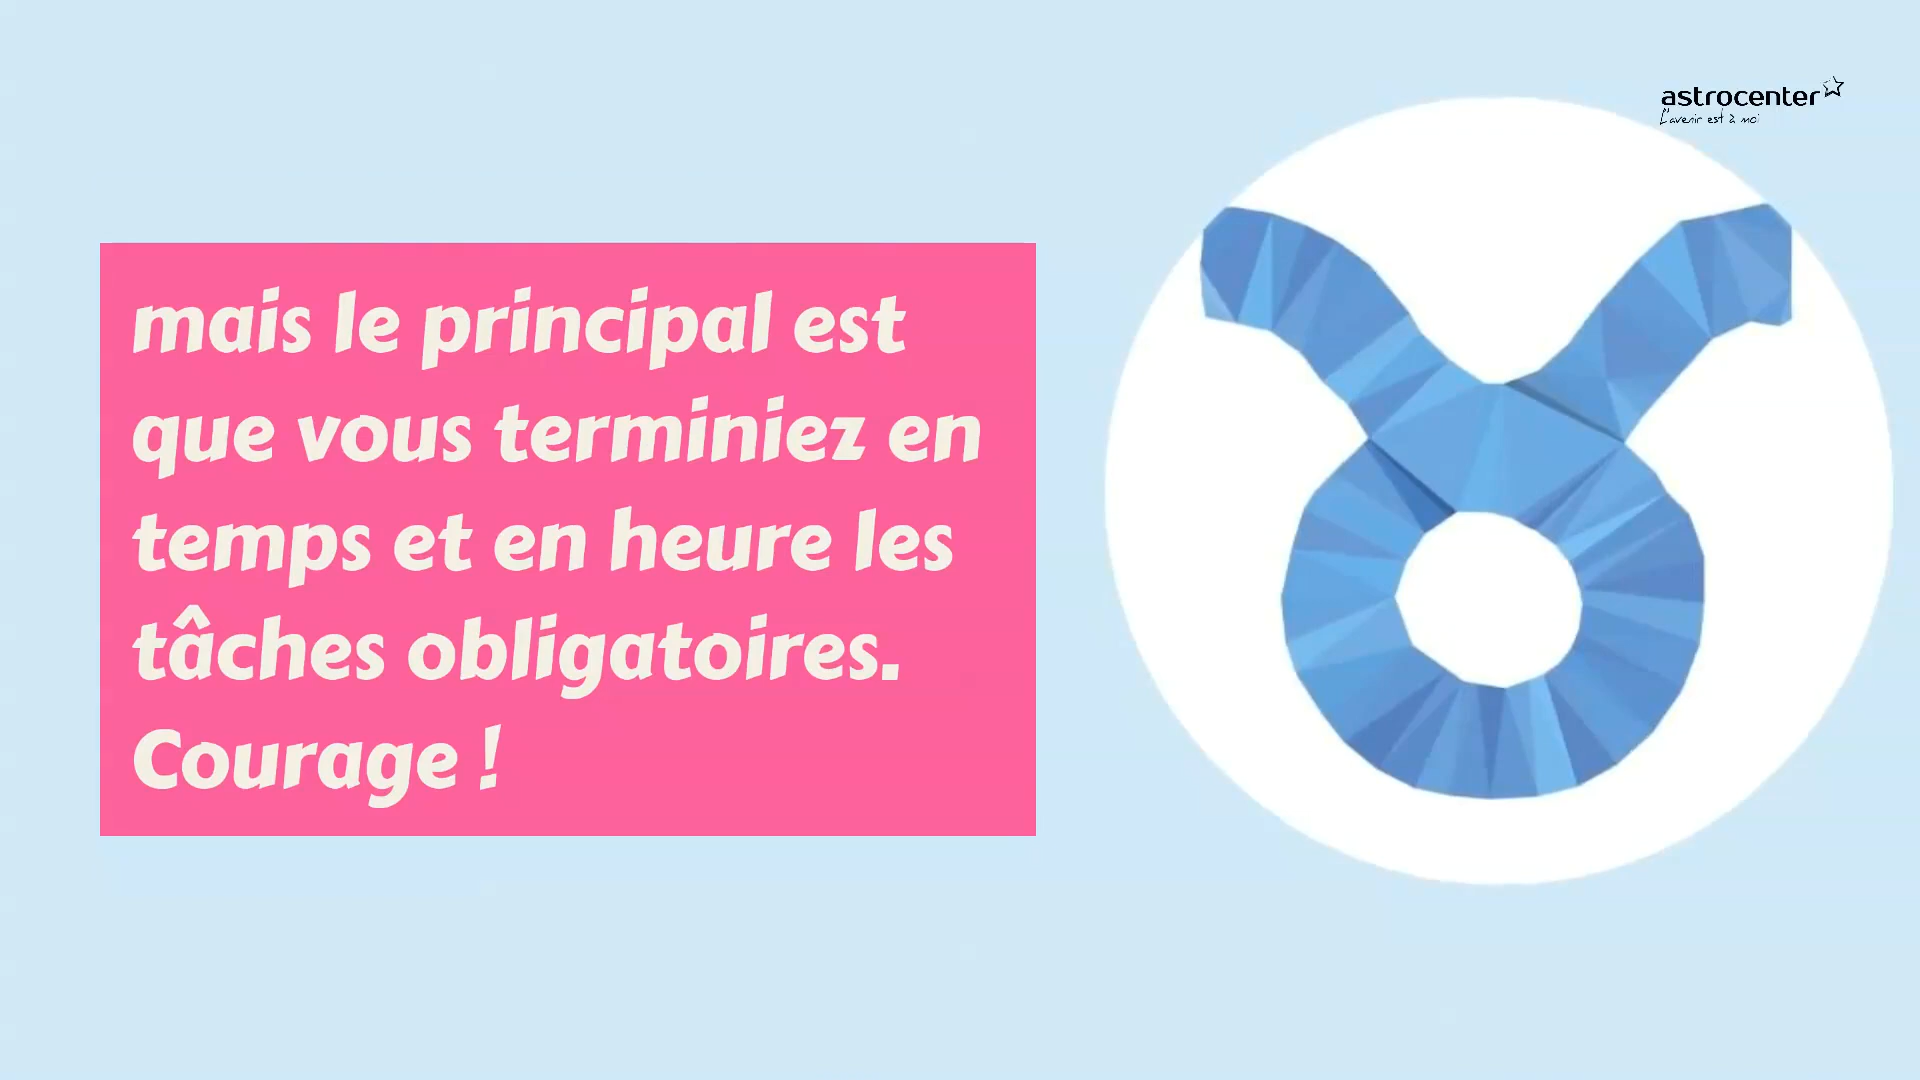 astrocenter
L'avenir est à moi
mais le principal est
que vous terminiez en
temps et en heure les
tâches obligatoires.
Courage !